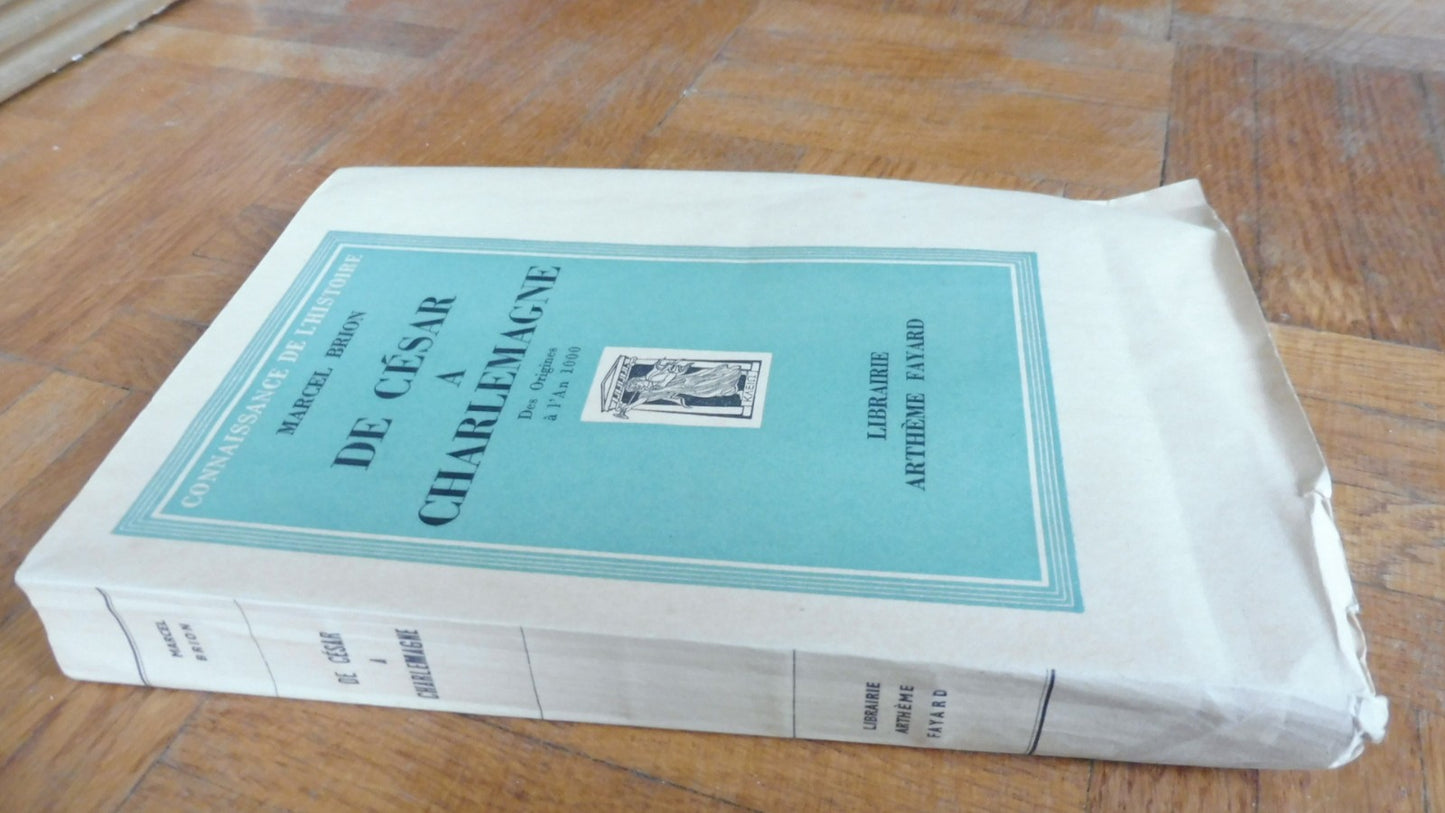 CONNAISSANCE DE L'HISTOIRE
MARCEL BRION
DE CÉSAR
A
CHARLEMAGNE
Des Origines
à l'An 1000
LIBRAIRIE
ARTHÈME FAYARD
MARCEL
BRION
DE CÉSAR
A
CHARLEMAGNE
LIBRAIRIE
ARTHÈME
FAYARD